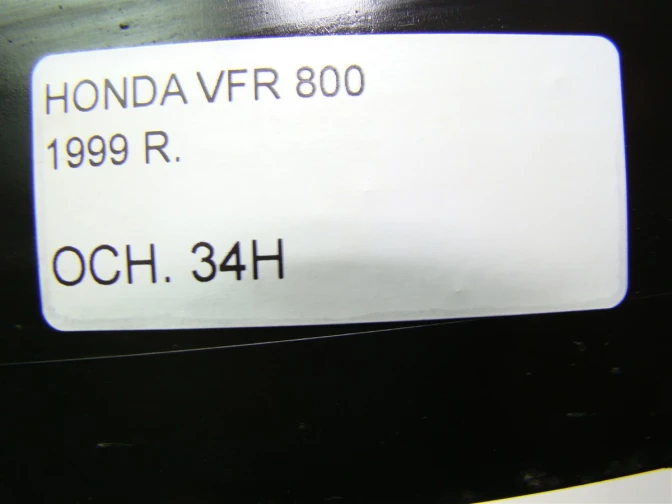 HONDA VFR 800
1999 R.
OCH. 34H